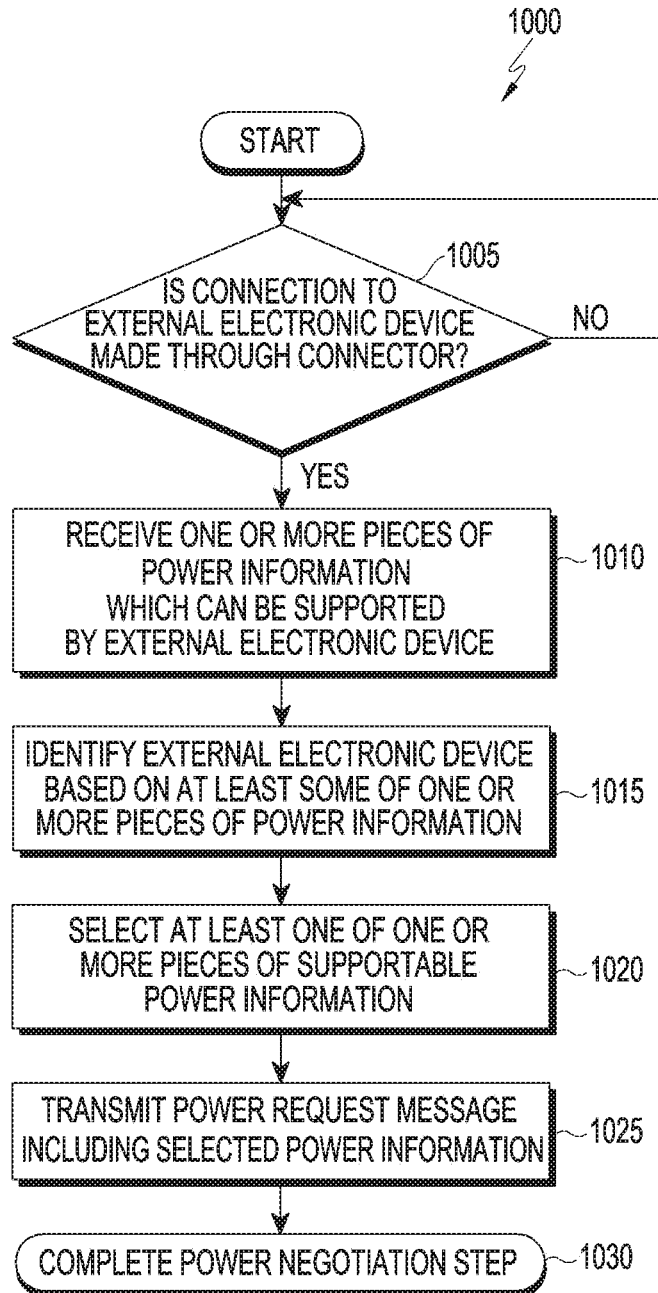 1000
START
1005
IS CONNECTION TO
EXTERNAL ELECTRONIC DEVICE
MADE THROUGH CONNECTOR?
NO
YES
RECEIVE ONE OR MORE PIECES OF
POWER INFORMATION
WHICH CAN BE SUPPORTED
BY EXTERNAL ELECTRONIC DEVICE
1010
IDENTIFY EXTERNAL ELECTRONIC DEVICE
BASED ON AT LEAST SOME OF ONE OR
MORE PIECES OF POWER INFORMATION
1015
SELECT AT LEAST ONE OF ONE OR
MORE PIECES OF SUPPORTABLE
POWER INFORMATION
1020
TRANSMIT POWER REQUEST MESSAGE
INCLUDING SELECTED POWER INFORMATION
1025
COMPLETE POWER NEGOTIATION STEP
1030